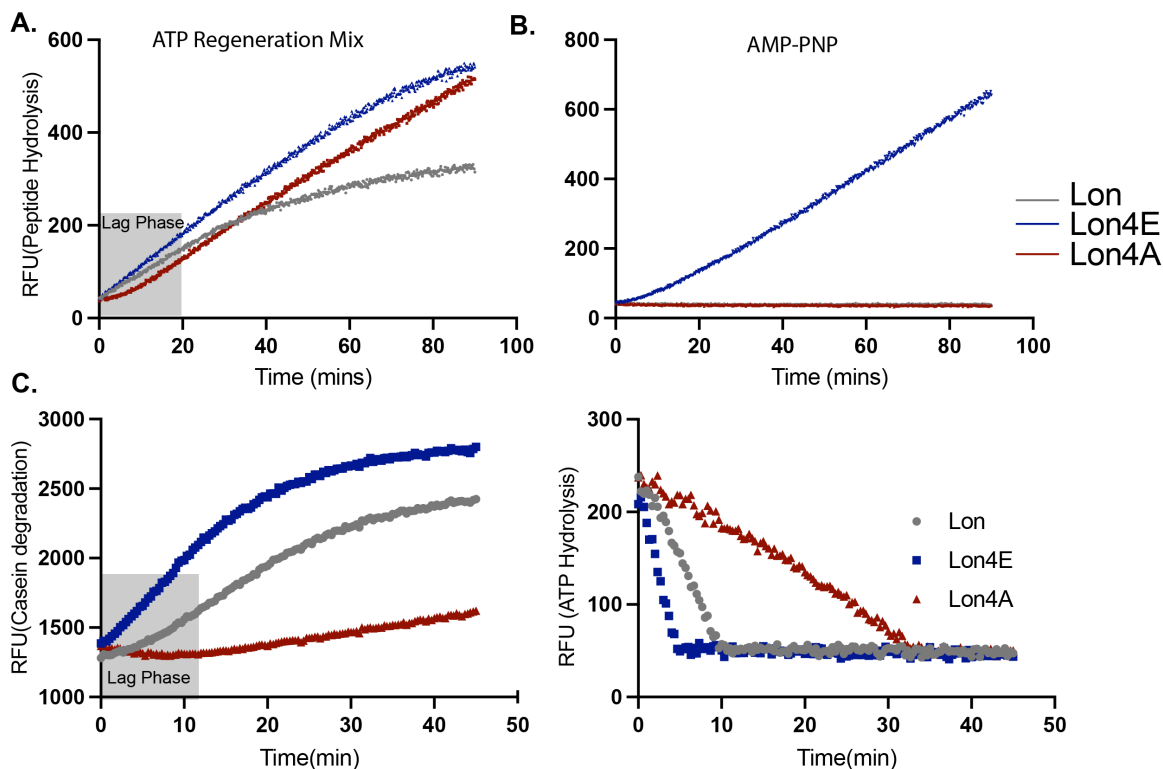 A.
ATP Regeneration Mix
RFU(Peptide Hydrolysis)
600
400
200
0
Lag Phase
0 20 40 60 80 100
Time (mins)
B.
AMP-PNP
800
600
400
200
0
0 20 40 60 80 100
Time (mins)
Lon
Lon4E
Lon4A
C.
RFU(Casein degradation)
3000
2500
2000
1500
1000
Lag Phase
0 10 20 30 40 50
Time(min)
RFU (ATP Hydrolysis)
300
200
100
0
0 10 20 30 40 50
Time(min)
Lon
Lon4E
Lon4A